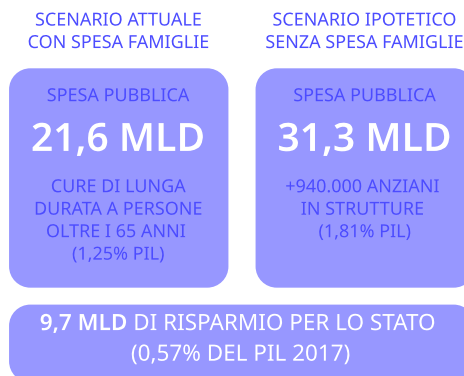 SCENARIO ATTUALE
CON SPESA FAMIGLIE
SPESA PUBBLICA
21,6 MLD
CURE DI LUNGA
DURATA A PERSONE
OLTRE I 65 ANNI
(1,25% PIL)
SCENARIO IPOTETICO
SENZA SPESA FAMIGLIE
SPESA PUBBLICA
31,3 MLD
+940.000 ANZIANI
IN STRUTTURE
(1,81% PIL)
9,7 MLD DI RISPARMIO PER LO STATO
(0,57% DEL PIL 2017)